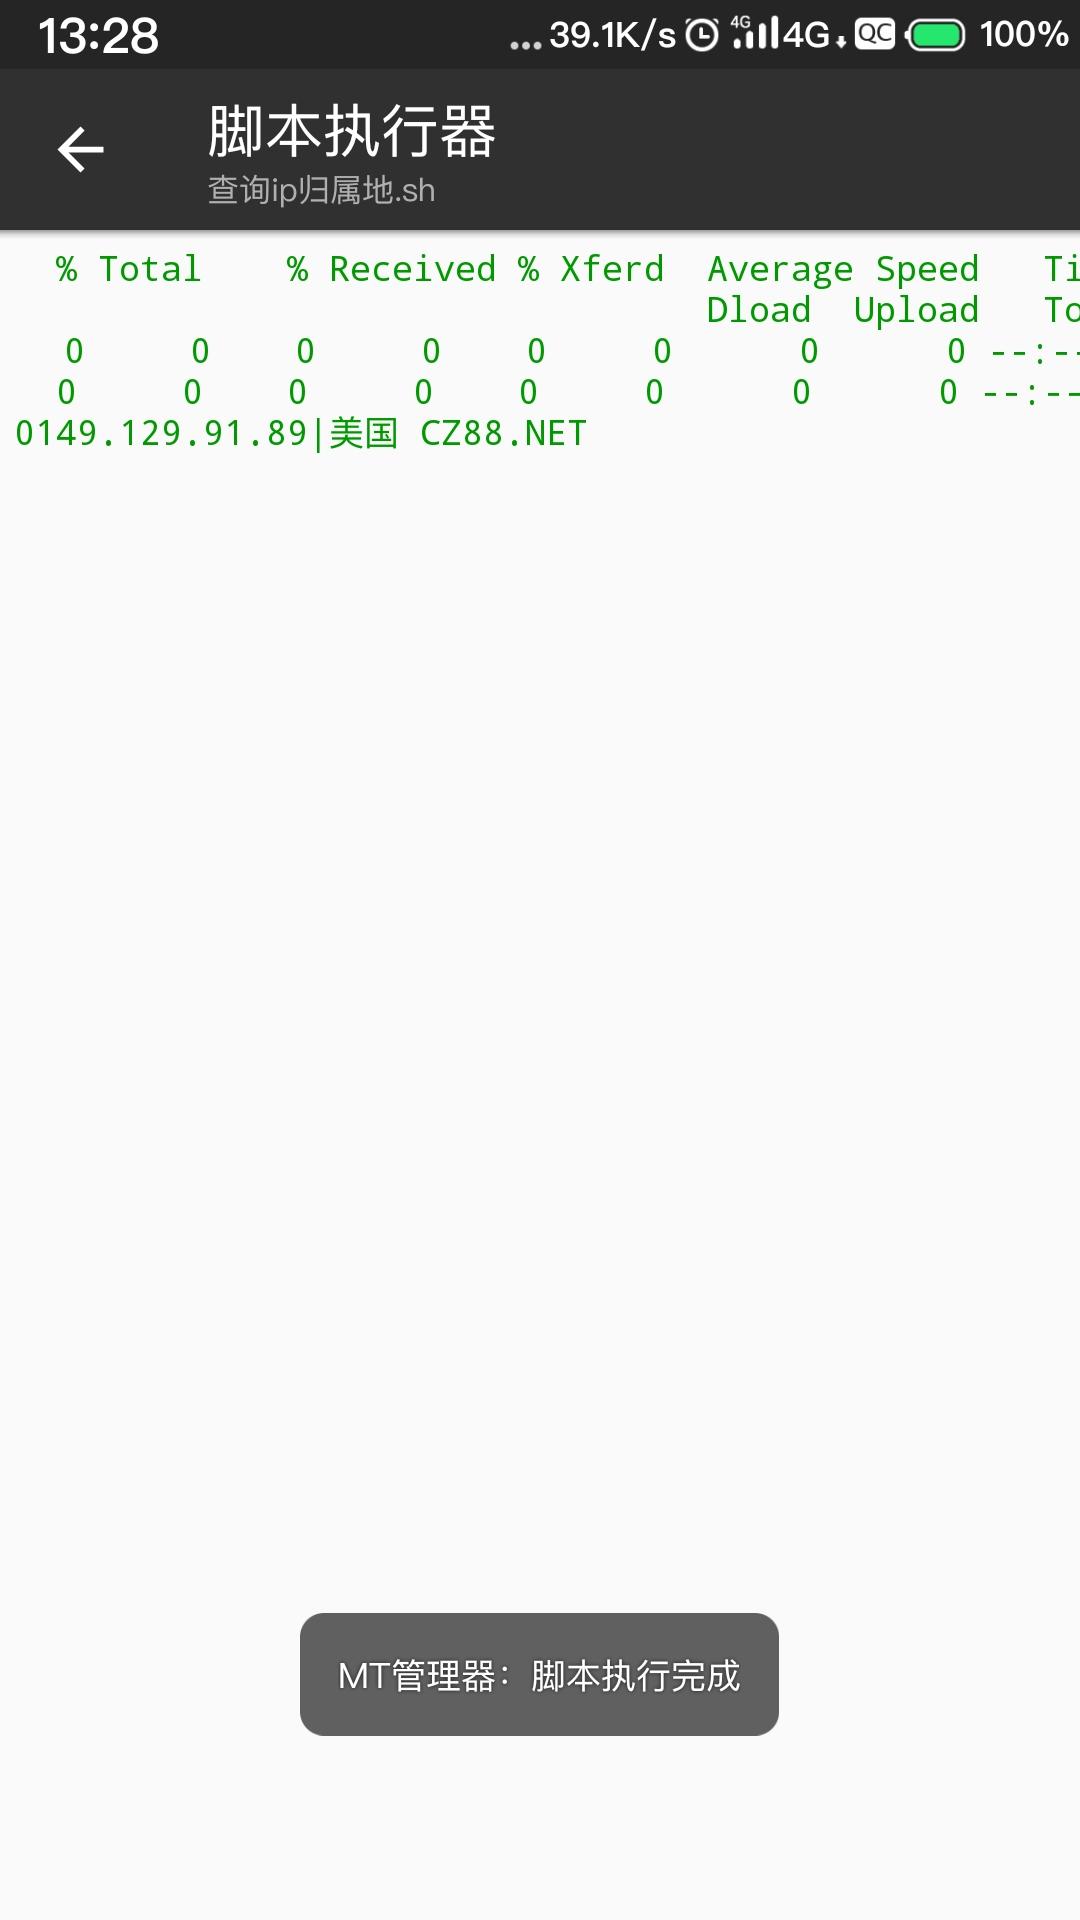 13:28 ... 39.1K/s 4G 4G QC 100%
脚本执行器
查询ip归属地.sh
% Total % Received % Xferd Average Speed Ti
Dload Upload To
0 0 0 0 0 0 0 0 --:--
0 0 0 0 0 0 0 0 --:--
0149.129.91.89|美国 CZ88.NET
MT管理器：脚本执行完成